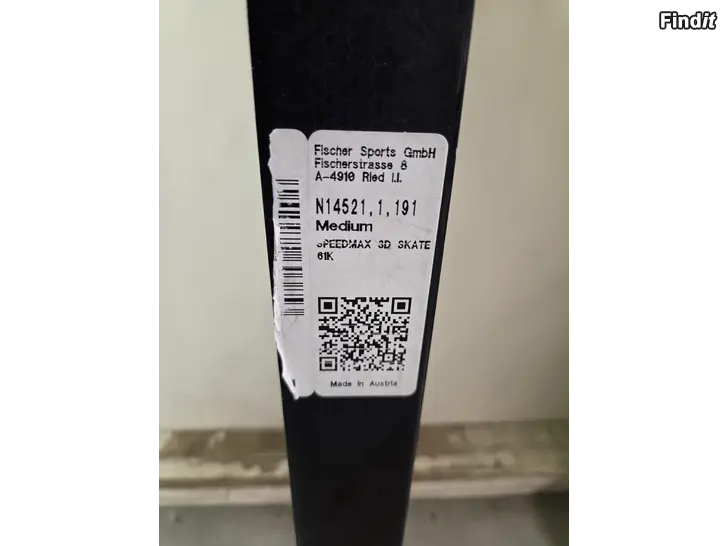 Findit
Fischer Sports GmbH
Fischerstrasse 8
A-4910 Ried I.I.
N14521,1,191
Medium
SPEEDMAX 3D SKATE
61K
Made in Austria